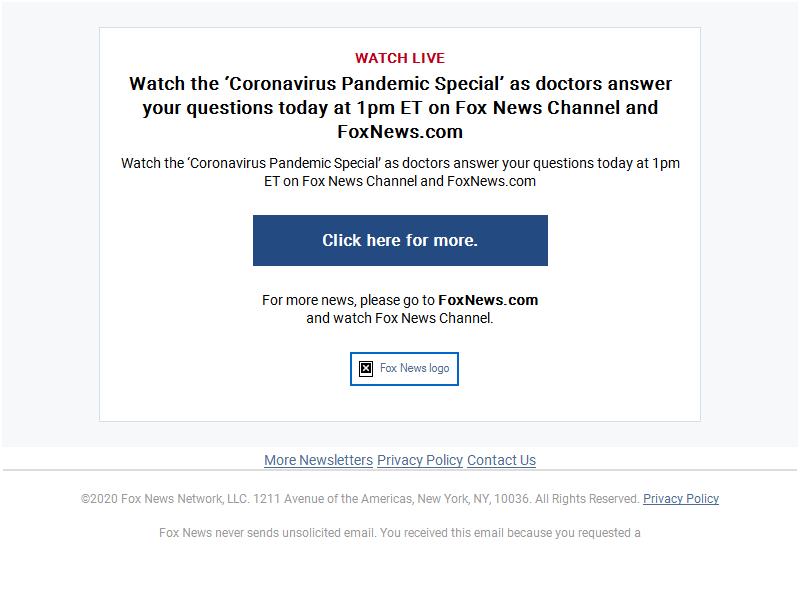 WATCH LIVE
Watch the ‘Coronavirus Pandemic Special’ as doctors answer
your questions today at 1pm ET on Fox News Channel and
FoxNews.com
Watch the ‘Coronavirus Pandemic Special’ as doctors answer your questions today at 1pm
ET on Fox News Channel and FoxNews.com
Click here for more.
For more news, please go to FoxNews.com
and watch Fox News Channel.
Fox News logo
More Newsletters Privacy Policy Contact Us
©2020 Fox News Network, LLC. 1211 Avenue of the Americas, New York, NY, 10036. All Rights Reserved. Privacy Policy
Fox News never sends unsolicited email. You received this email because you requested a